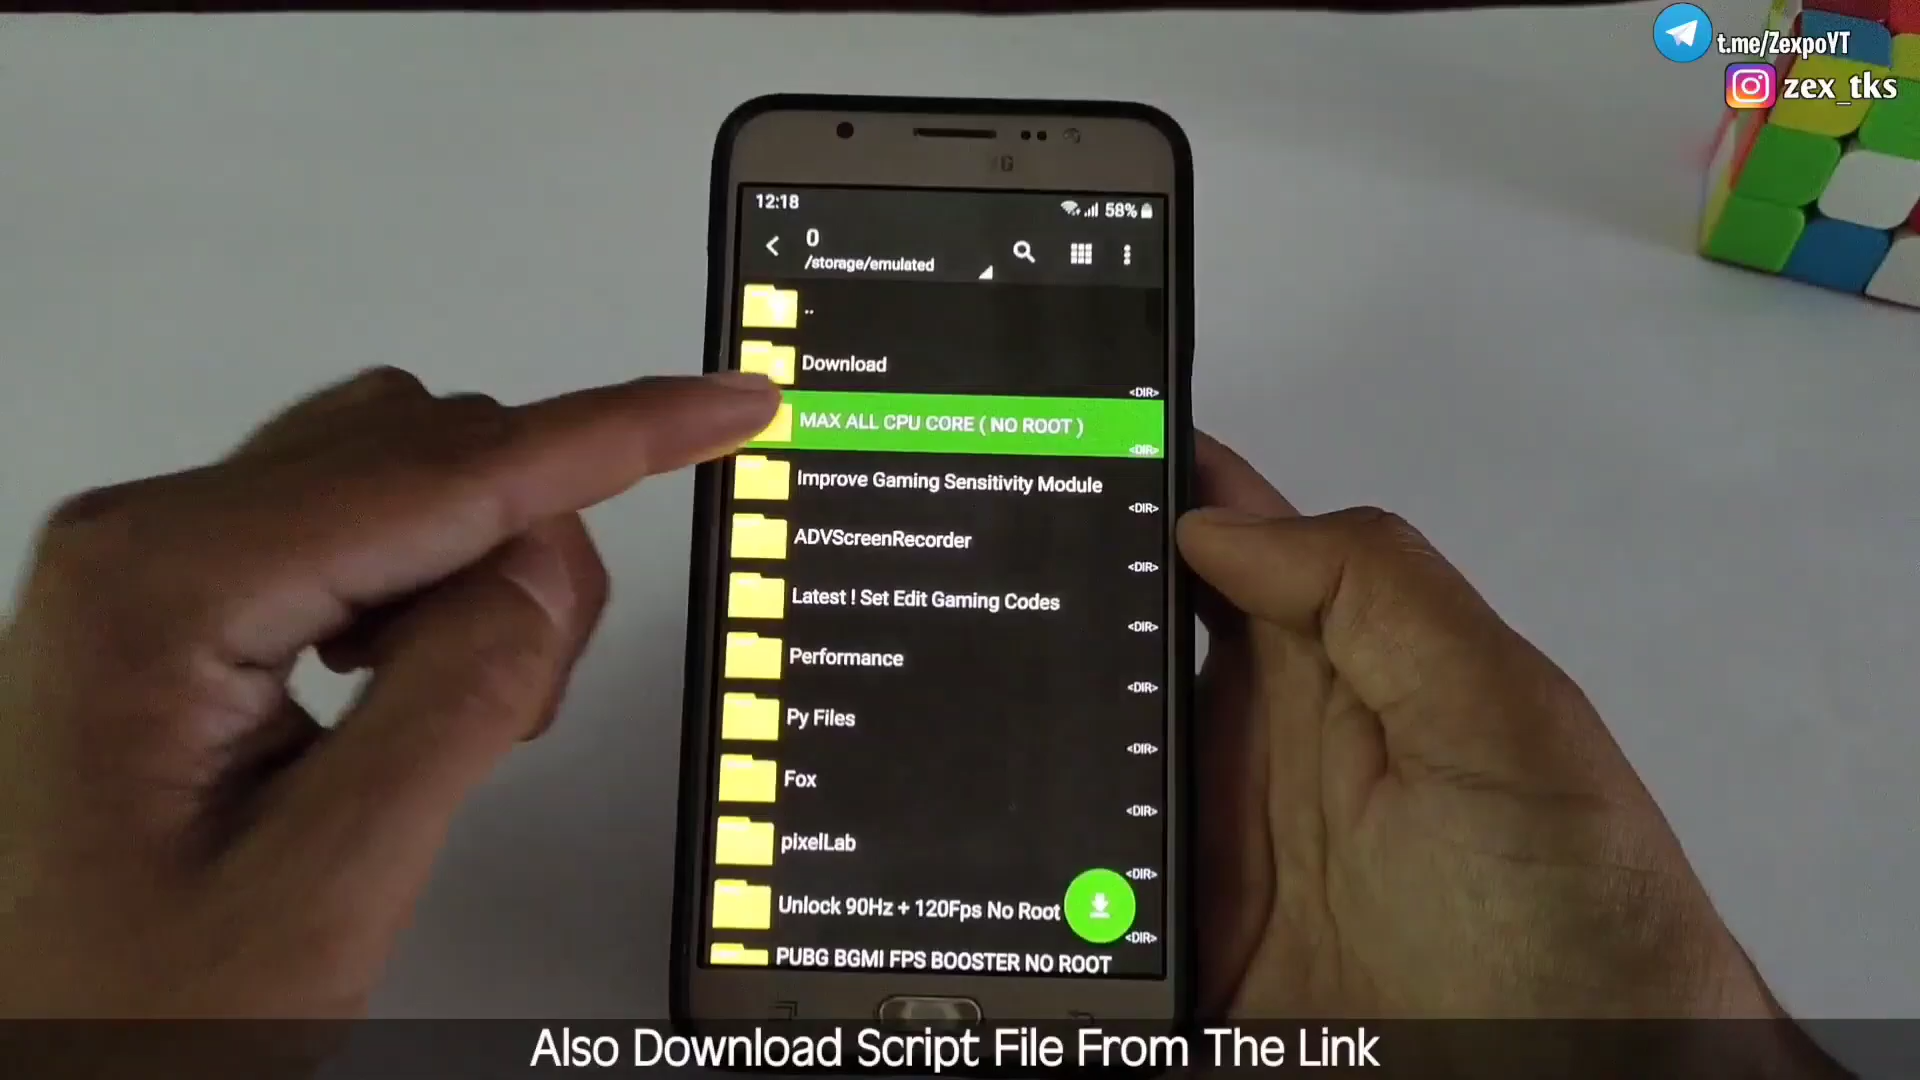 t.me/ZexpoYT
zex_tks
12:18
58%
0
/storage/emulated
..
Download
<DIR>
MAX ALL CPU CORE ( NO ROOT )
<DIR>
Improve Gaming Sensitivity Module
<DIR>
ADVScreenRecorder
<DIR>
Latest ! Set Edit Gaming Codes
<DIR>
Performance
<DIR>
Py Files
<DIR>
Fox
<DIR>
pixelLab
<DIR>
Unlock 90Hz + 120Fps No Root
<DIR>
PUBG BGMI FPS BOOSTER NO ROOT
Also Download Script File From The Link